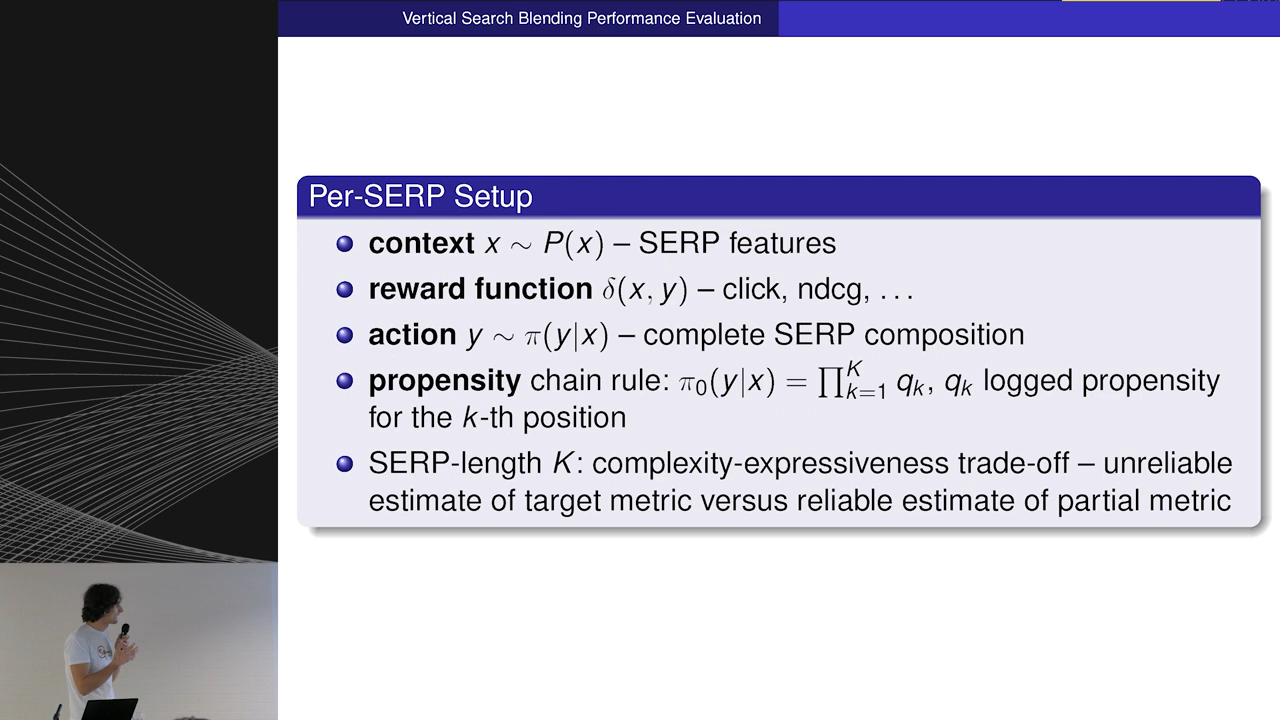 Vertical Search Blending Performance Evaluation
Per-SERP Setup
context x ∼ P(x) – SERP features
reward function δ(x, y) – click, ndcg, . . .
action y ∼ π(y|x) – complete SERP composition
propensity chain rule: π₀(y|x) = ∏ᴷₖ₌₁ qₖ, qₖ logged propensity
for the k-th position
SERP-length K: complexity-expressiveness trade-off – unreliable
estimate of target metric versus reliable estimate of partial metric